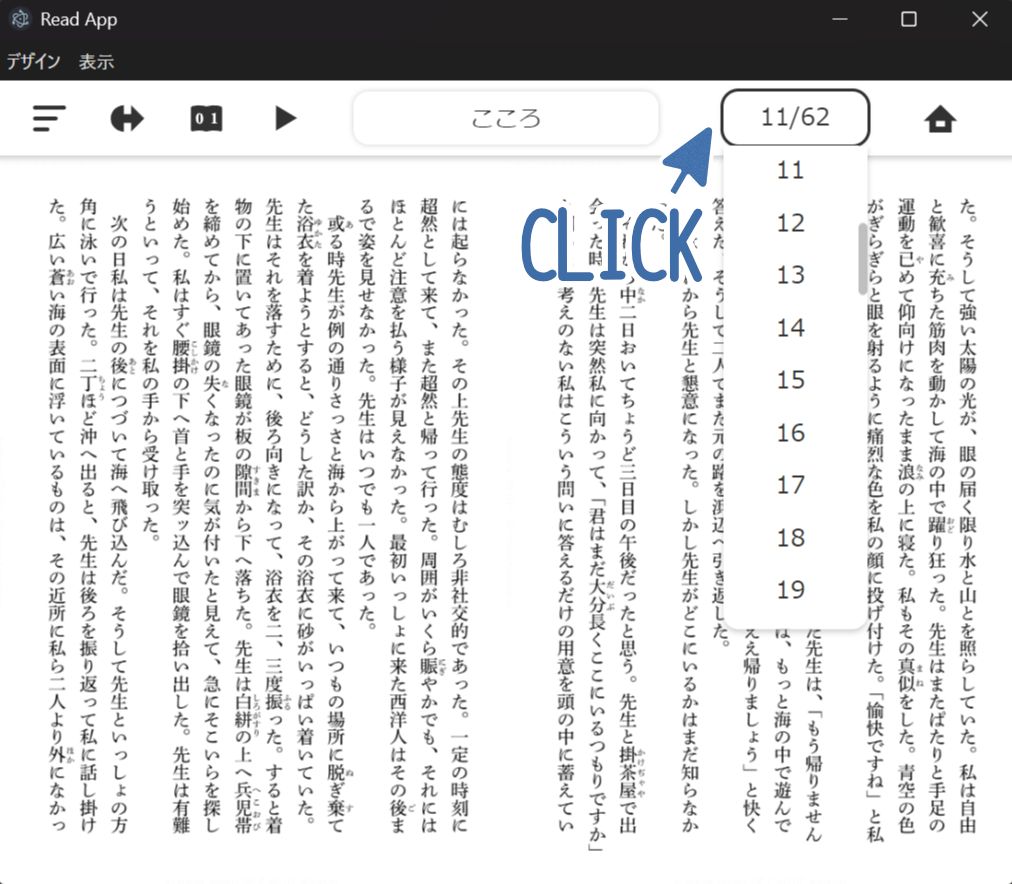 Read App
デザイン 表示
0 1
こころ
11/62
11
12
13
14
15
16
17
18
19
CLICK
た。そうして強い太陽の光が、眼の届く限り水と山とを照らしていた。私は自由
と歓喜に充ちた筋肉を動かして海の中で躍り狂った。先生はまたぱたりと手足の
運動を已めて仰向けになったまま浪の上に寝た。私もその真似をした。青空の色
がぎらぎらと眼を射るように痛烈な色を私の顔に投げ付けた。「愉快ですね」と私
た先生は、「もう帰りません
は、もっと海の中で遊んで
え帰りましょう」と快く
答えた。そうして二人でまた元の路を浜辺へ引き返した。
から先生と懇意になった。しかし先生がどこにいるかはまだ知らなか
中二日おいてちょうど三日目の午後だったと思う。先生と掛茶屋で出
会った時、先生は突然私に向かって、「君はまだ大分長くここにいるつもりですか」
考えのない私はこういう問いに答えるだけの用意を頭の中に蓄えてい
には起らなかった。その上先生の態度はむしろ非社交的であった。一定の時刻に
超然として来て、また超然と帰って行った。周囲がいくら賑やかでも、それには
ほとんど注意を払う様子が見えなかった。最初いっしょに来た西洋人はその後ま
るで姿を見せなかった。先生はいつでも一人であった。
或る時先生が例の通りさっさと海から上がって来て、いつもの場所に脱ぎ棄て
た浴衣を着ようとすると、どうした訳か、その浴衣に砂がいっぱい着いていた。
先生はそれを落すために、後ろ向きになって、浴衣を二、三度振った。すると着
物の下に置いてあった眼鏡が板の隙間から下へ落ちた。先生は白絣の上へ兵児帯
を締めてから、眼鏡の失くなったのに気が付いたと見えて、急にそこいらを探し
始めた。私はすぐ腰掛の下へ首と手を突ッ込んで眼鏡を拾い出した。先生は有難
うといって、それを私の手から受け取った。
次の日私は先生の後につづいて海へ飛び込んだ。そうして先生といっしょの方
角に泳いで行った。二丁ほど沖へ出ると、先生は後ろを振り返って私に話し掛け
た。広い蒼い海の表面に浮いているものは、その近所に私ら二人より外になかっ